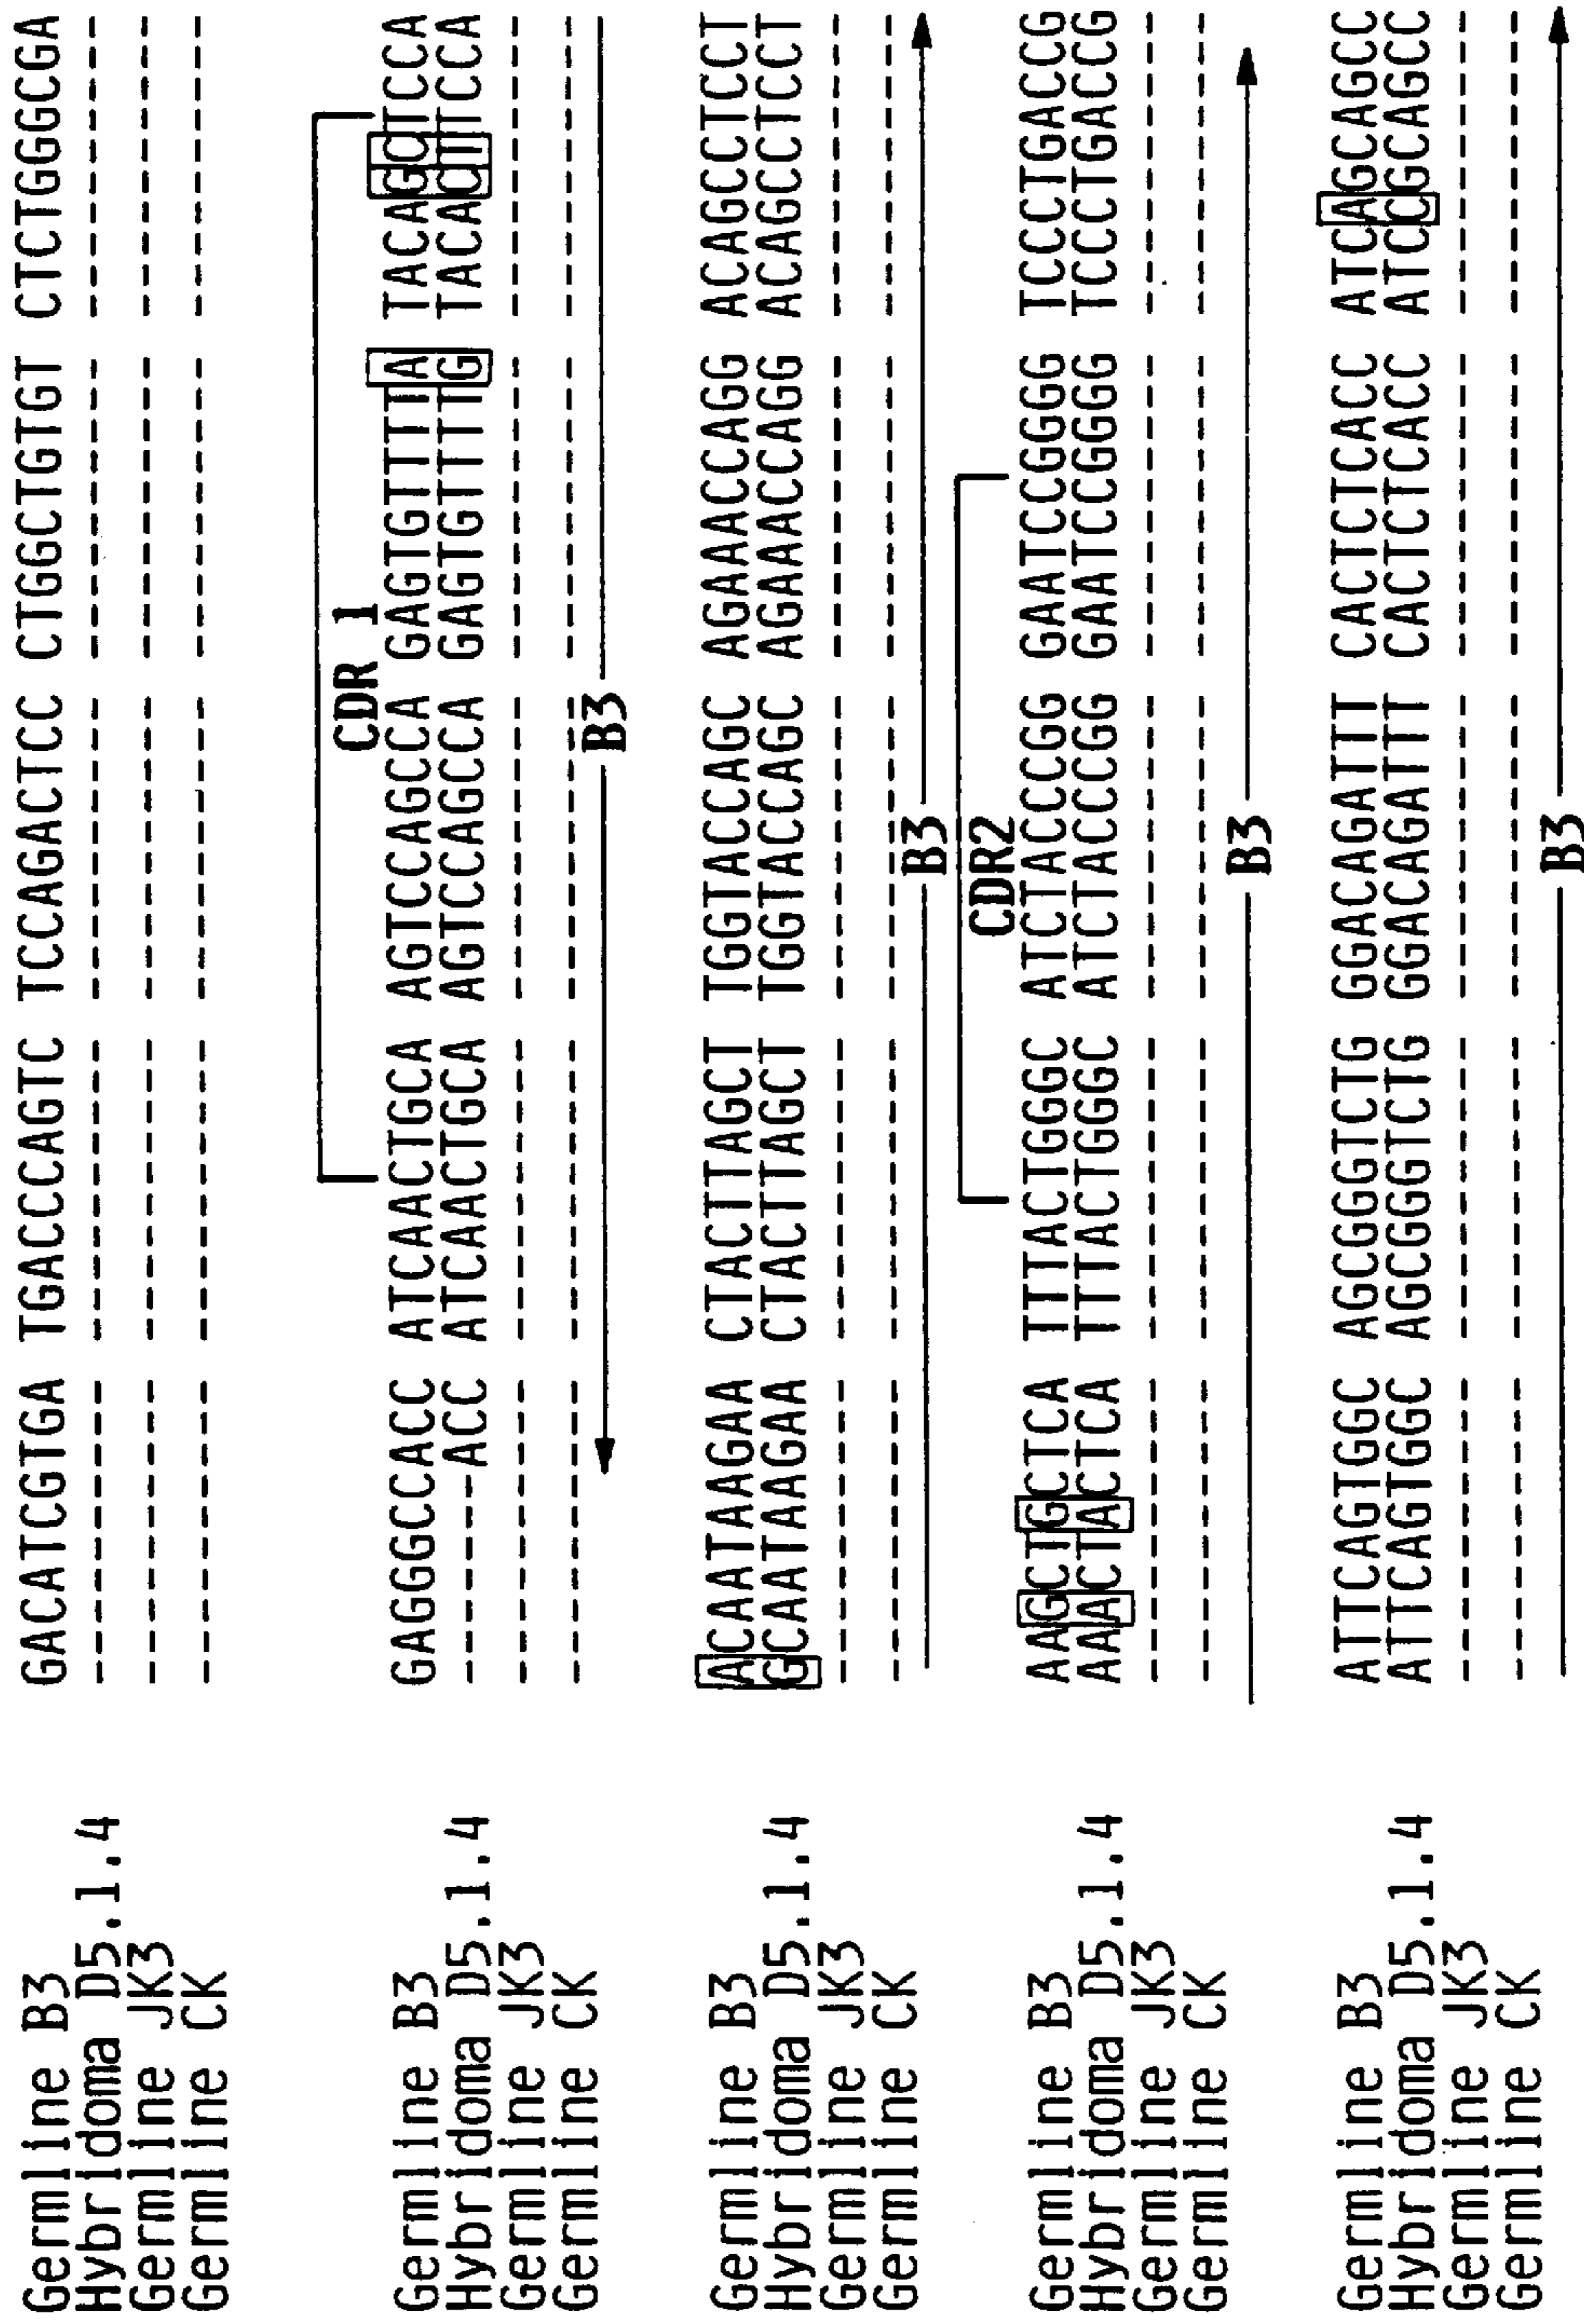 Germline B3 GACATCGTGA TGACCCAGTC TCCAGACTCC CTGGCTGTGT CTCTGGGCGA
Hybridoma D5.1.4 ---------- ---------- ---------- ---------- ----------
Germline JK3 ---------- ---------- ---------- ---------- ----------
Germline CK ---------- ---------- ---------- ---------- ----------
CDR 1
Germline B3 GAGGGCCACC ATCAACTGCA AGTCCAGCCA GAGTGTTTTA TACAGCTCCA
Hybridoma D5.1.4 -------ACC ATCAACTGCA AGTCCAGCCA GAGTGTTTTG TACACTTCCA
Germline JK3 ---------- ---------- ---------- ---------- ----------
Germline CK ---------- ---------- ---------- ---------- ----------
B3
Germline B3 ACAATAAGAA CTACTTAGCT TGGTACCAGC AGAAACCAGG ACAGCCTCCT
Hybridoma D5.1.4 GCAATAAGAA CTACTTAGCT TGGTACCAGC AGAAACCAGG ACAGCCTCCT
Germline JK3 ---------- ---------- ---------- ---------- ----------
Germline CK ---------- ---------- ---------- ---------- ----------
B3
CDR2
Germline B3 AAGCTGCTCA TTTACTGGGC ATCTACCCGG GAATCCGGGG TCCCTGACCG
Hybridoma D5.1.4 AAACTACTCA TTTACTGGGC ATCTACCCGG GAATCCGGGG TCCCTGACCG
Germline JK3 ---------- ---------- ---------- ---------- ----------
Germline CK ---------- ---------- ---------- ---------- ----------
B3
Germline B3 ATTCAGTGGC AGCGGGTCTG GGACAGATTT CACTCTCACC ATCAGCAGCC
Hybridoma D5.1.4 ATTCAGTGGC AGCGGGTCTG GGACAGATTT CACTCTCACC ATCCGCAGCC
Germline JK3 ---------- ---------- ---------- ---------- ----------
Germline CK ---------- ---------- ---------- ---------- ----------
B3